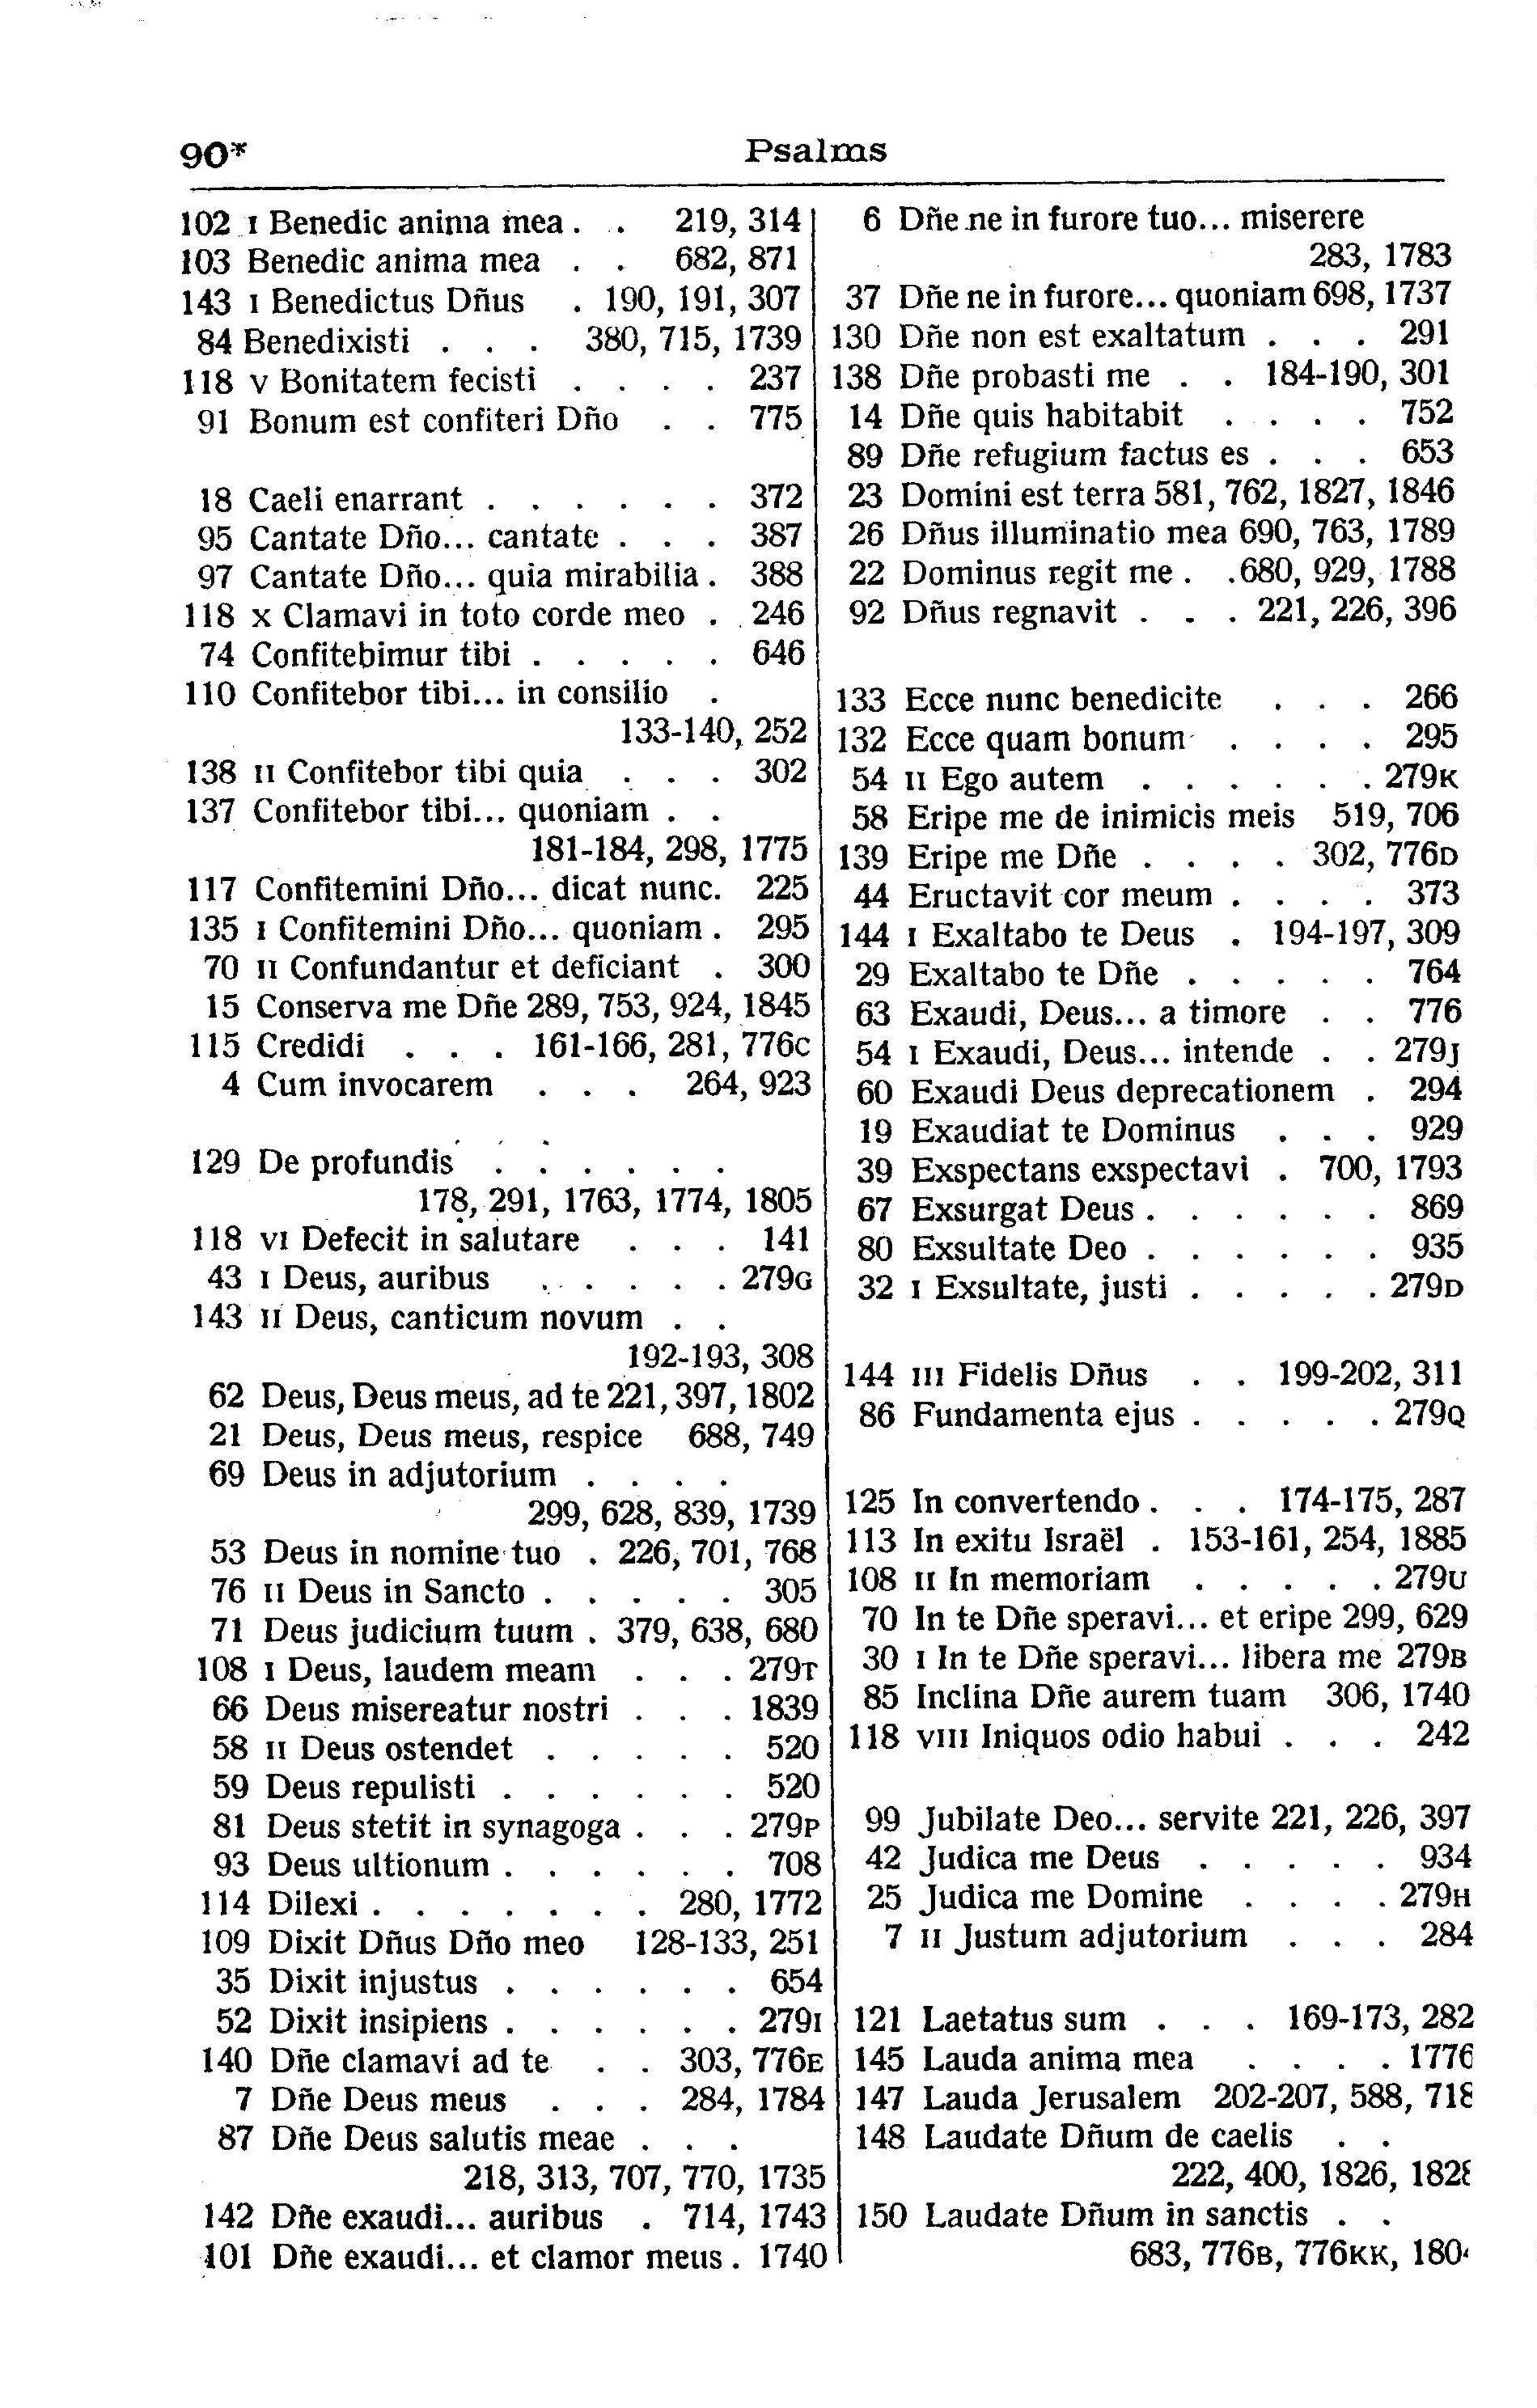 90*
Psalms
102 I Benedic anima mea . . 219, 314
103 Benedic anima mea . . 682, 871
143 I Benedictus Dñus . 190, 191, 307
84 Benedixisti . . . 380, 715, 1739
118 V Bonitatem fecisti . . . . 237
91 Bonum est confiteri Dño . . 775
18 Caeli enarrant . . . . . . 372
95 Cantate Dño... cantate . . . 387
97 Cantate Dño... quia mirabilia . 388
118 X Clamavi in toto corde meo . 246
74 Confitebimur tibi . . . . . 646
110 Confitebor tibi... in consilio .
133-140, 252
138 II Confitebor tibi quia . . . 302
137 Confitebor tibi... quoniam . .
181-184, 298, 1775
117 Confitemini Dño... dicat nunc. 225
135 I Confitemini Dño... quoniam . 295
70 II Confundantur et deficiant . 300
15 Conserva me Dñe 289, 753, 924, 1845
115 Credidi . . . 161-166, 281, 776C
4 Cum invocarem . . . 264, 923
129 De profundis . . . . . .
178, 291, 1763, 1774, 1805
118 VI Defecit in salutare . . . 141
43 I Deus, auribus . . . . . 279G
143 II Deus, canticum novum . .
192-193, 308
62 Deus, Deus meus, ad te 221, 397, 1802
21 Deus, Deus meus, respice 688, 749
69 Deus in adjutorium . . . .
299, 628, 839, 1739
53 Deus in nomine tuo . 226, 701, 768
76 II Deus in Sancto . . . . . 305
71 Deus judicium tuum . 379, 638, 680
108 I Deus, laudem meam . . . 279T
66 Deus misereatur nostri . . . 1839
58 II Deus ostendet . . . . . 520
59 Deus repulisti . . . . . . 520
81 Deus stetit in synagoga . . . 279P
93 Deus ultionum . . . . . . 708
114 Dilexi . . . . . . . 280, 1772
109 Dixit Dñus Dño meo 128-133, 251
35 Dixit injustus . . . . . . 654
52 Dixit insipiens . . . . . . 279I
140 Dñe clamavi ad te . . 303, 776E
7 Dñe Deus meus . . . 284, 1784
87 Dñe Deus salutis meae . . .
218, 313, 707, 770, 1735
142 Dñe exaudi... auribus . 714, 1743
101 Dñe exaudi... et clamor meus . 1740
6 Dñe ne in furore tuo... miserere
283, 1783
37 Dñe ne in furore... quoniam 698, 1737
130 Dñe non est exaltatum . . . 291
138 Dñe probasti me . . 184-190, 301
14 Dñe quis habitabit . . . . 752
89 Dñe refugium factus es . . . 653
23 Domini est terra 581, 762, 1827, 1846
26 Dñus illuminatio mea 690, 763, 1789
22 Dominus regit me . . 680, 929, 1788
92 Dñus regnavit . . . 221, 226, 396
133 Ecce nunc benedicite . . . 266
132 Ecce quam bonum . . . . 295
54 II Ego autem . . . . . . 279K
58 Eripe me de inimicis meis 519, 706
139 Eripe me Dñe . . . . 302, 776D
44 Eructavit cor meum . . . . 373
144 I Exaltabo te Deus . 194-197, 309
29 Exaltabo te Dñe . . . . . 764
63 Exaudi, Deus... a timore . . 776
54 I Exaudi, Deus... intende . . 279J
60 Exaudi Deus deprecationem . 294
19 Exaudiat te Dominus . . . 929
39 Exspectans exspectavi . 700, 1793
67 Exsurgat Deus . . . . . . 869
80 Exsultate Deo . . . . . . 935
32 I Exsultate, justi . . . . . 279D
144 III Fidelis Dñus . . 199-202, 311
86 Fundamenta ejus . . . . . 279Q
125 In convertendo . . . 174-175, 287
113 In exitu Israël . 153-161, 254, 1885
108 II In memoriam . . . . . 279U
70 In te Dñe speravi... et eripe 299, 629
30 I In te Dñe speravi... libera me 279B
85 Inclina Dñe aurem tuam 306, 1740
118 VIII Iniquos odio habui . . . 242
99 Jubilate Deo... servite 221, 226, 397
42 Judica me Deus . . . . . 934
25 Judica me Domine . . . . 279H
7 II Justum adjutorium . . . 284
121 Laetatus sum . . . 169-173, 282
145 Lauda anima mea . . . . 1776
147 Lauda Jerusalem 202-207, 588,
148 Laudate Dñum de caelis . .
222, 400, 1826,
150 Laudate Dñum in sanctis . .
683, 776B, 776KK,